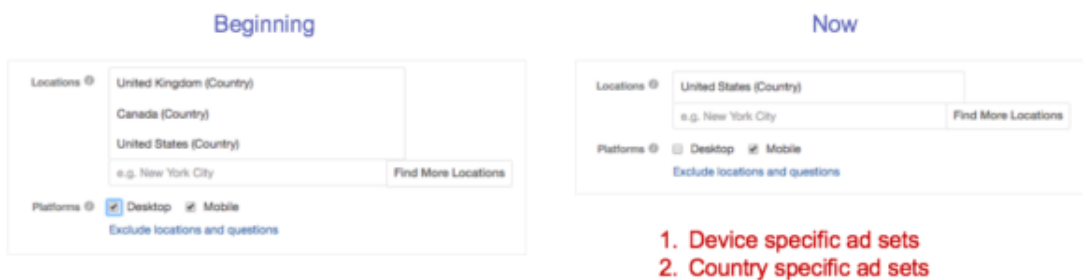 Beginning
Locations
United Kingdom (Country)
Canada (Country)
United States (Country)
e.g. New York City
Find More Locations
Platforms
Desktop
Mobile
Exclude locations and questions
Now
Locations
United States (Country)
e.g. New York City
Find More Locations
Platforms
Desktop
Mobile
Exclude locations and questions
1. Device specific ad sets
2. Country specific ad sets